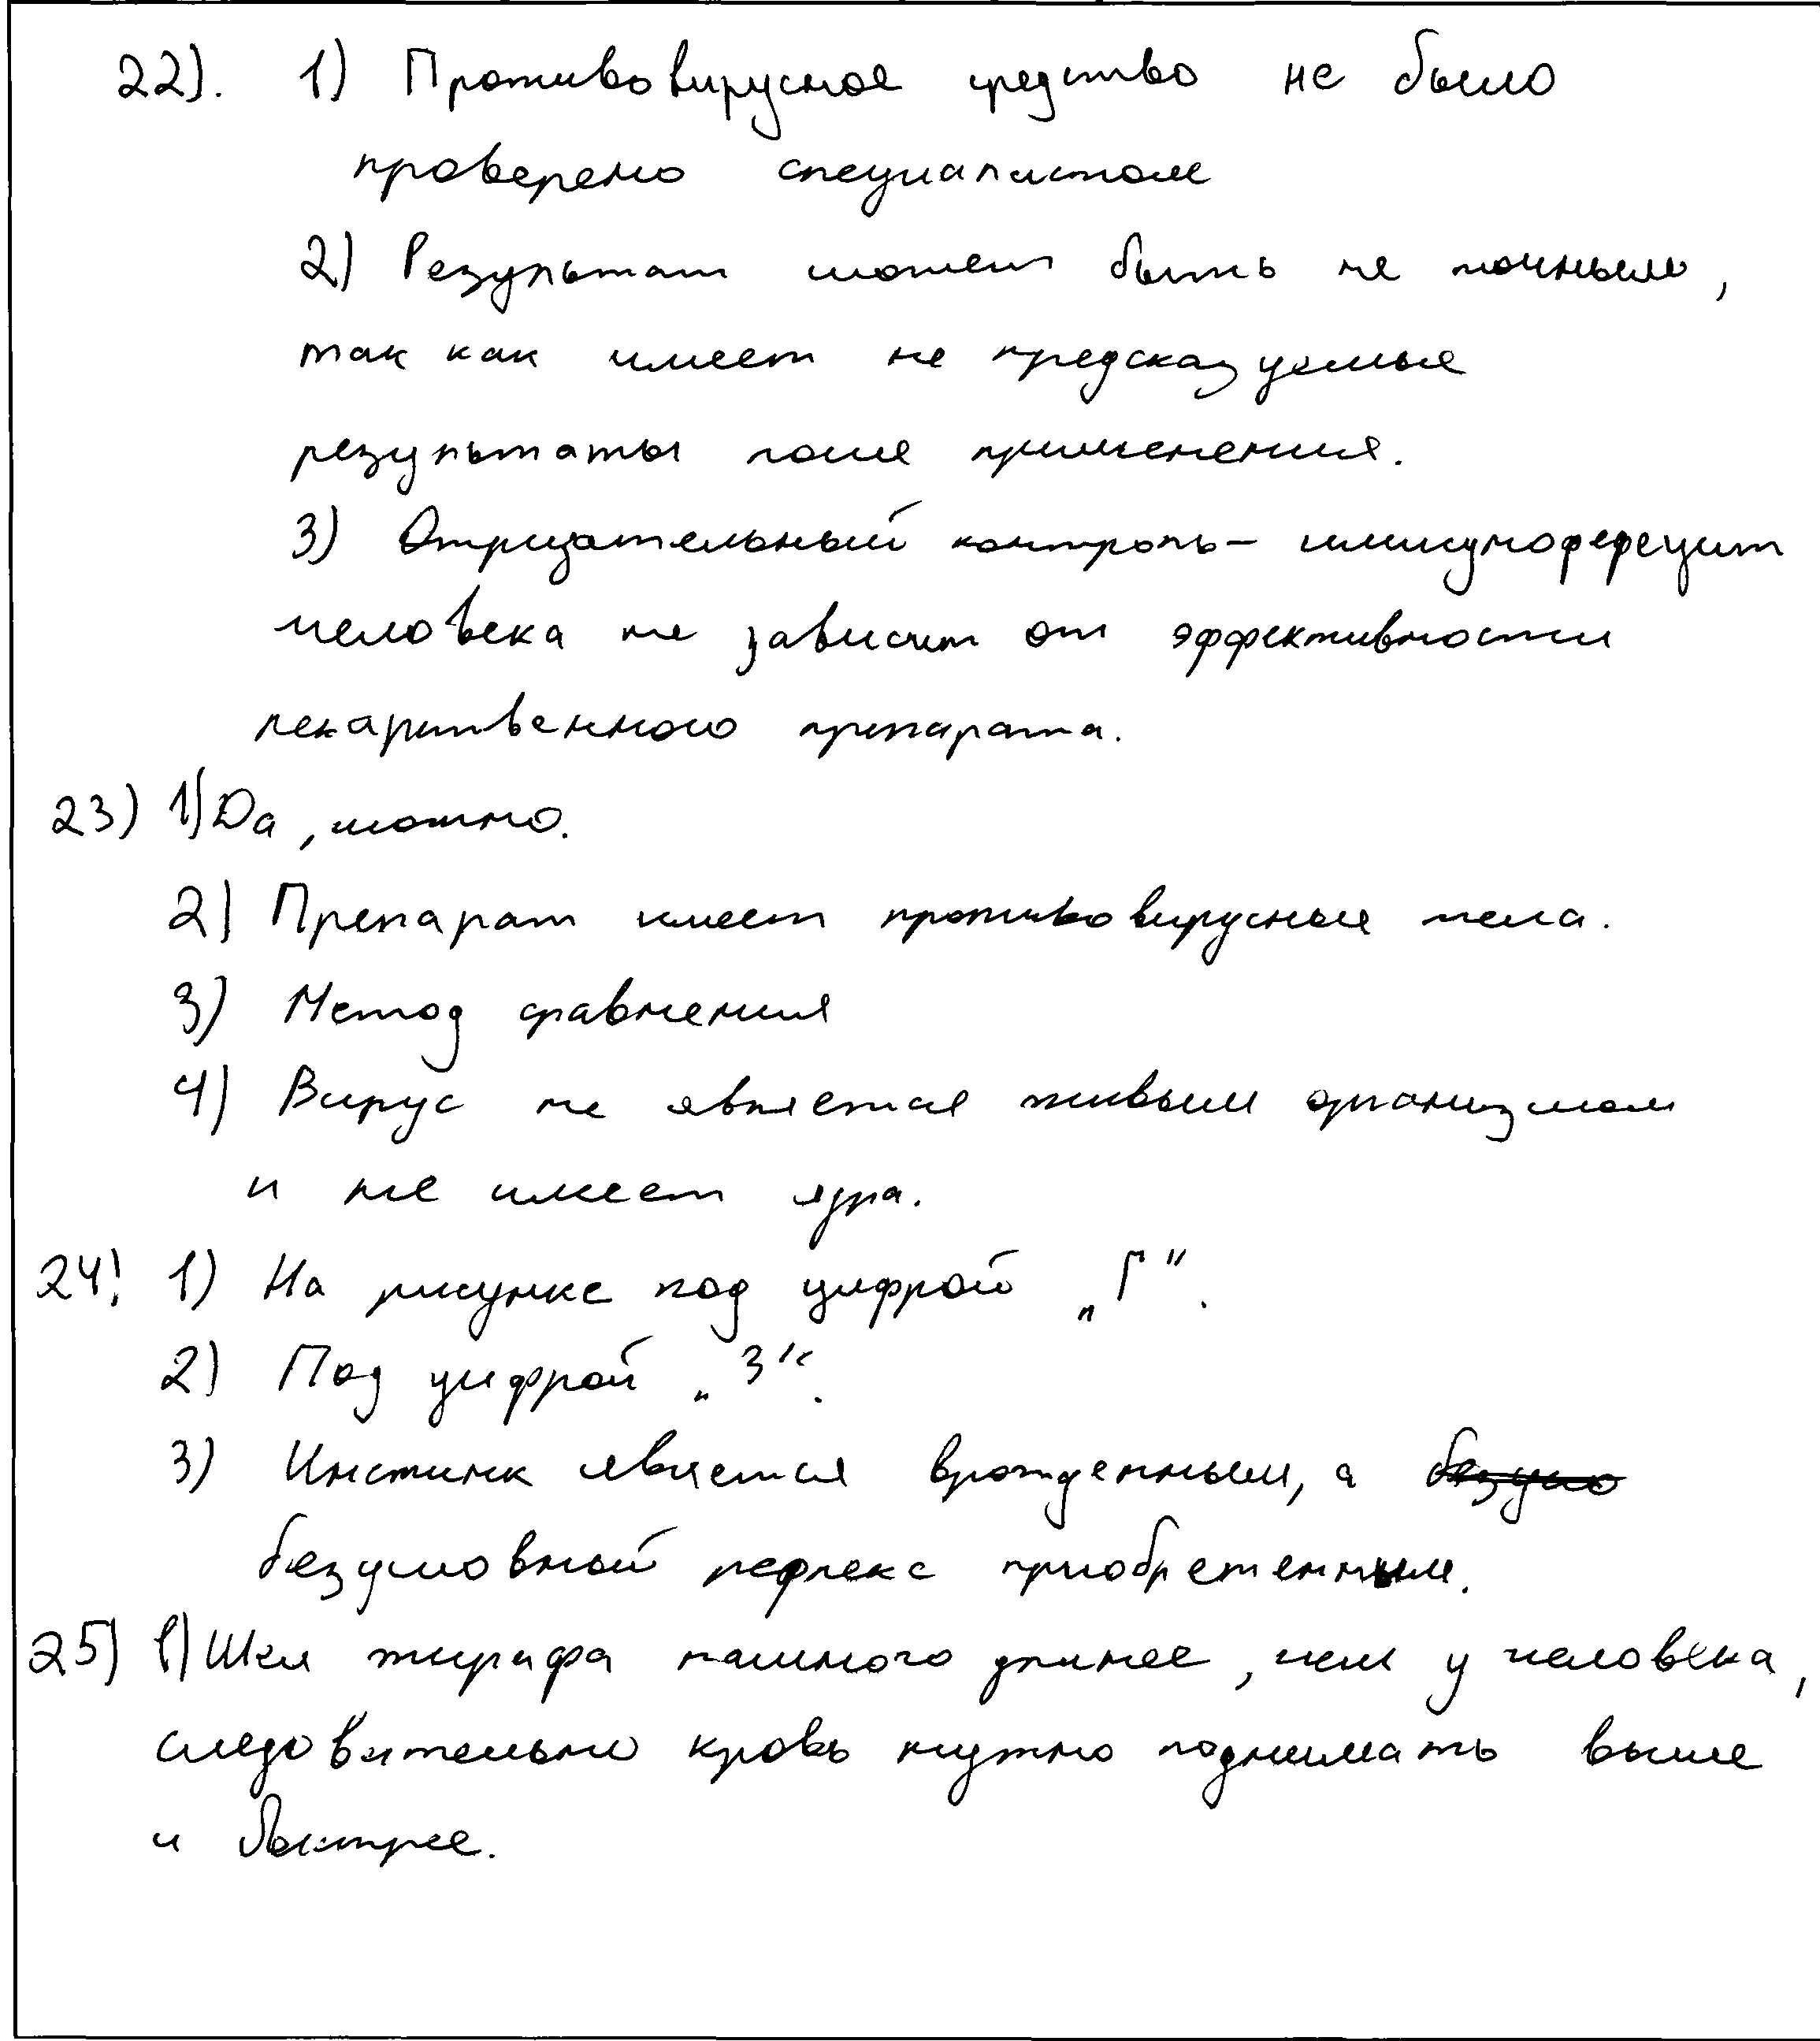 22). 1) Противовирусное средство не было
проверено специалистом
2) Результат может быть не точным,
так как имеет не предсказуемые
результаты после применения.
3) Отрицательный контроль – иммунофефецит
человека не зависит от эффективности
лекарственного препарата.
23) 1) Да, можно.
2) Препарат имеет противовирусные тела.
3) Метод сравнения
4) Вирус не является живым организмом
и не имеет ядра.
24! 1) На рисунке под цифрой „Г".
2) Под цифрой „3".
3) Инстинк является врожденным, а безусло
безусловный рефлекс приобретенным.
25) 1) Шея жирафа намного длинее, чем у человека,
следовательно кровь нужно поднимать выше
и быстрее.